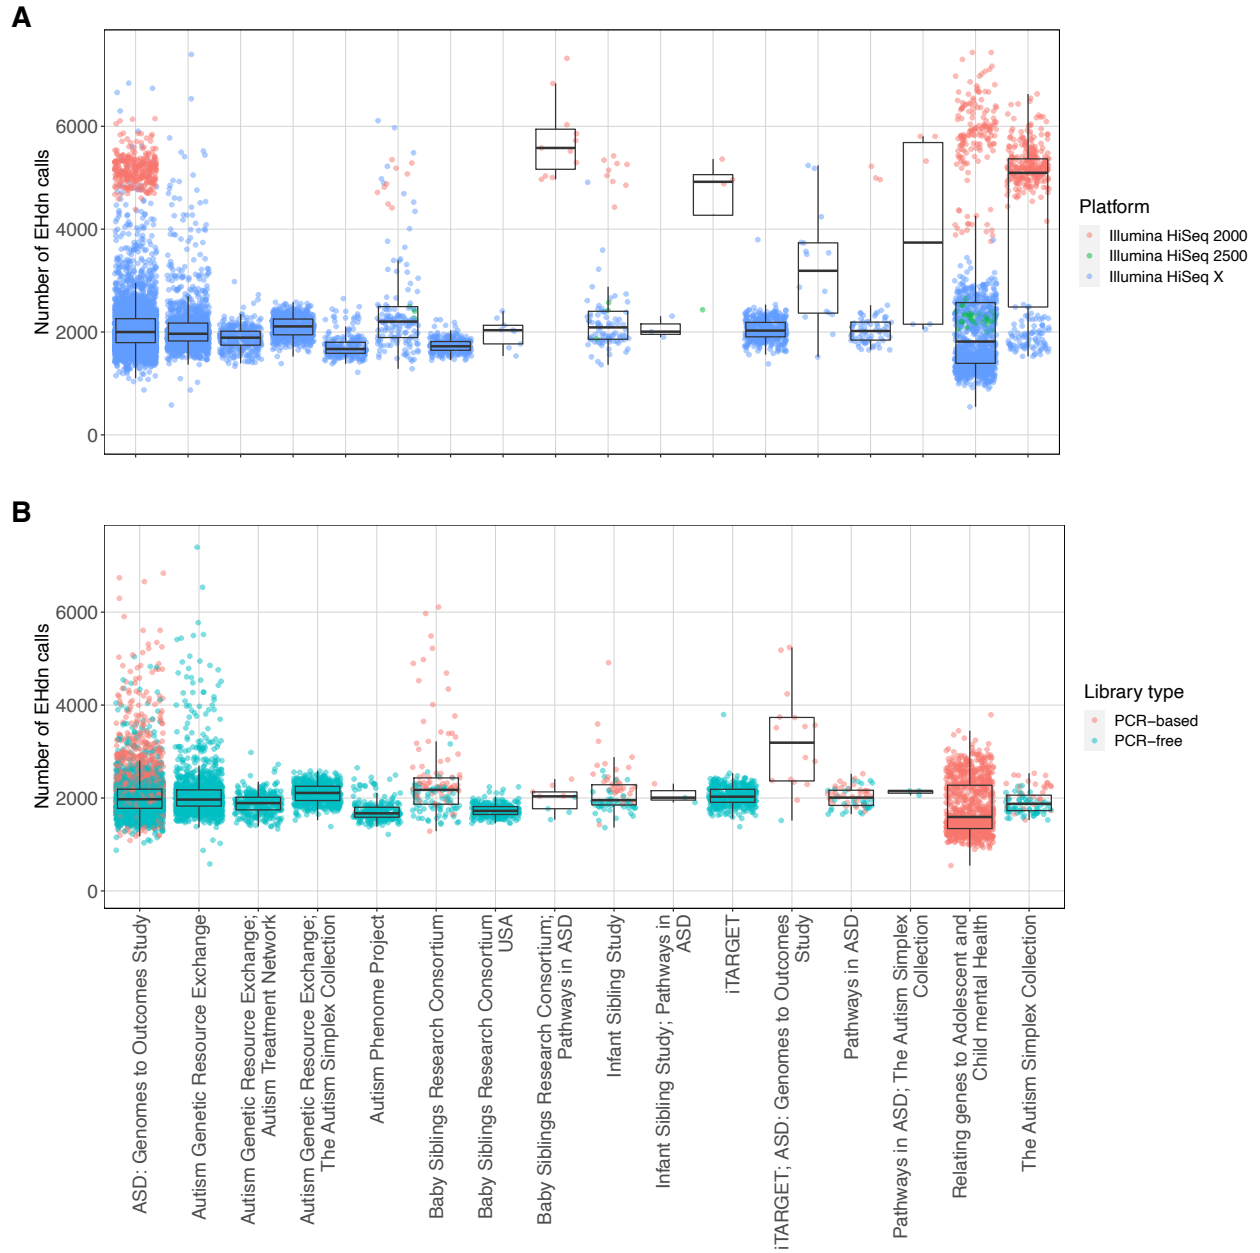 A
Number of EHdn calls
6000
4000
2000
0
Platform
Illumina HiSeq 2000
Illumina HiSeq 2500
Illumina HiSeq X
B
Number of EHdn calls
6000
4000
2000
0
Library type
PCR−based
PCR−free
ASD: Genomes to Outcomes Study
Autism Genetic Resource Exchange
Autism Genetic Resource Exchange;
Autism Treatment Network
Autism Genetic Resource Exchange;
The Autism Simplex Collection
Autism Phenome Project
Baby Siblings Research Consortium
Baby Siblings Research Consortium
USA
Baby Siblings Research Consortium;
Pathways in ASD
Infant Sibling Study
Infant Sibling Study; Pathways in
ASD
iTARGET
iTARGET; ASD: Genomes to Outcomes
Study
Pathways in ASD
Pathways in ASD; The Autism Simplex
Collection
Relating genes to Adolescent and
Child mental Health
The Autism Simplex Collection